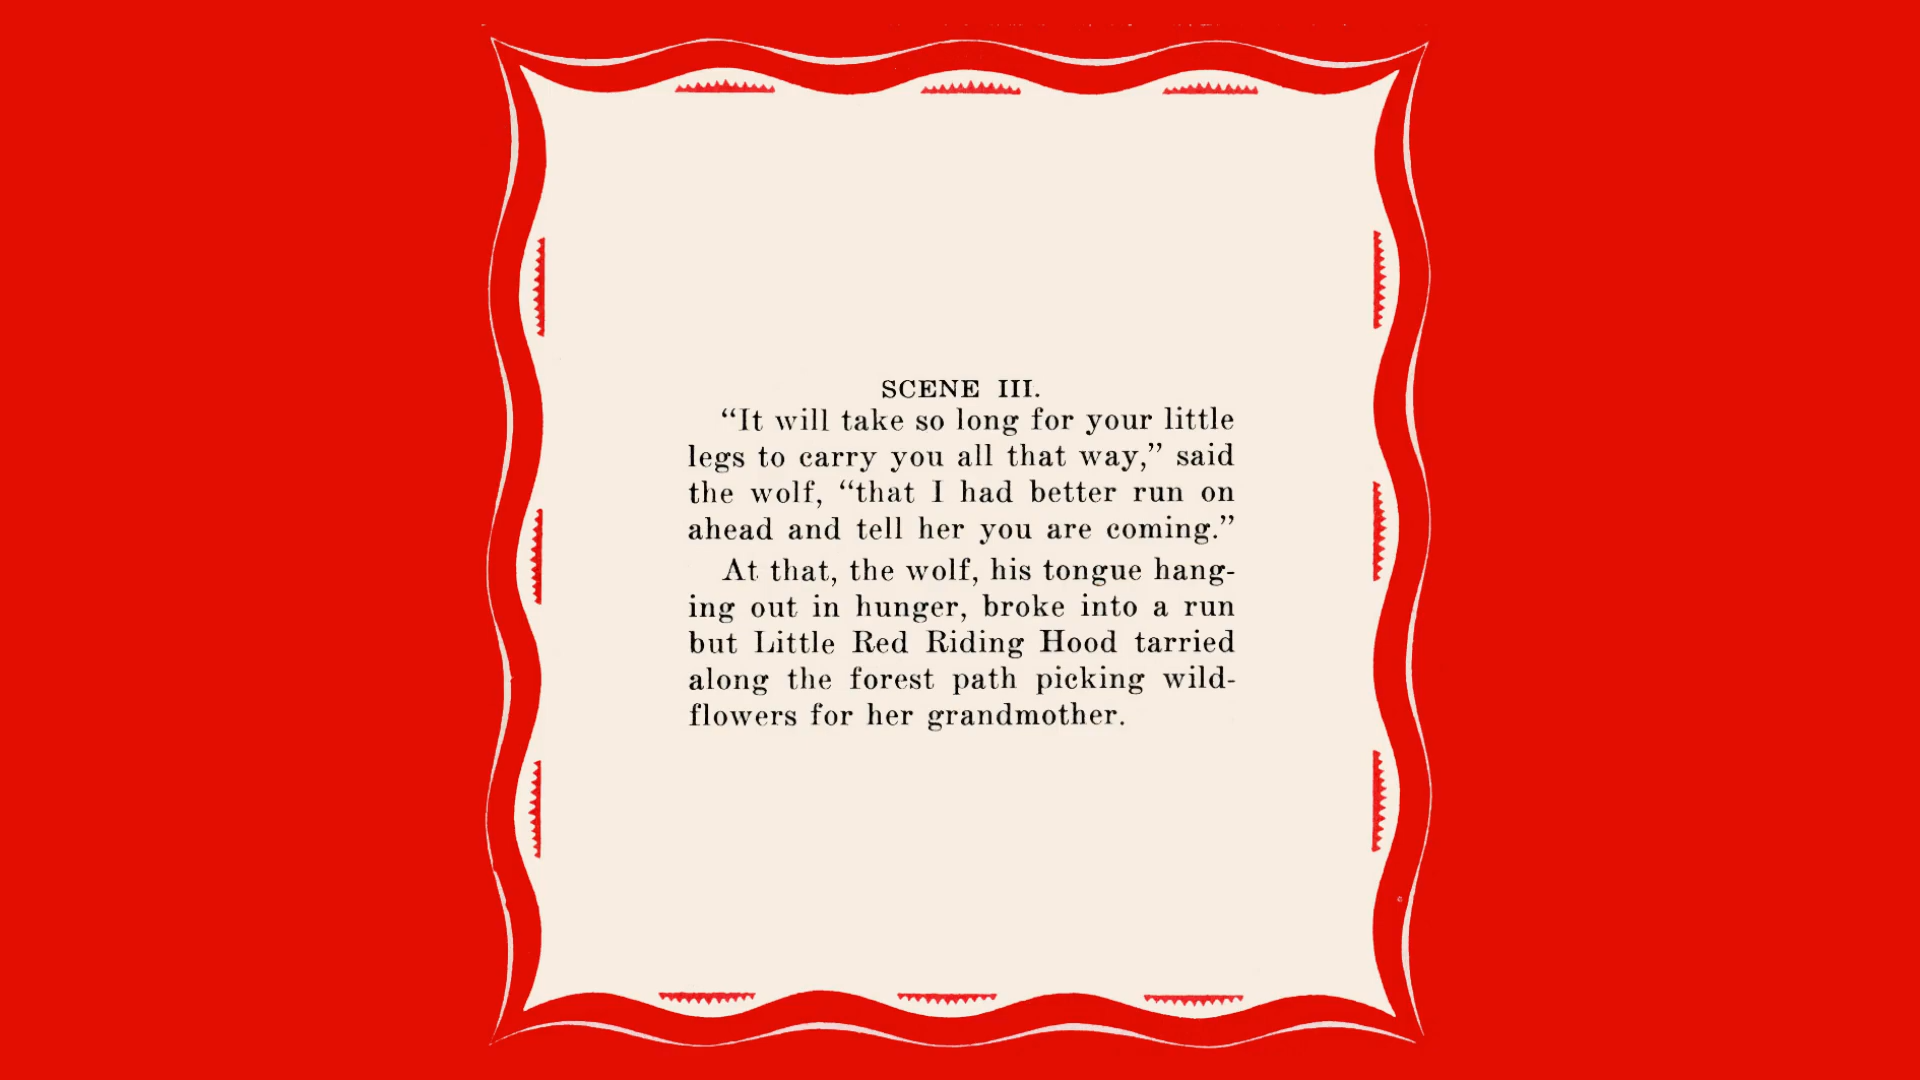 SCENE III.
“It will take so long for your little
legs to carry you all that way,” said
the wolf, “that I had better run on
ahead and tell her you are coming.”
At that, the wolf, his tongue hang-
ing out in hunger, broke into a run
but Little Red Riding Hood tarried
along the forest path picking wild-
flowers for her grandmother.